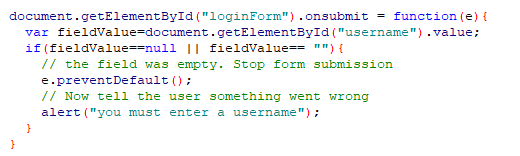 document.getElementById("loginForm").onsubmit = function(e){
var fieldValue=document.getElementById("username").value;
if(fieldValue==null || fieldValue== ""){
// the field was empty. Stop form submission
e.preventDefault();
// Now tell the user something went wrong
alert("you must enter a username");
}
}